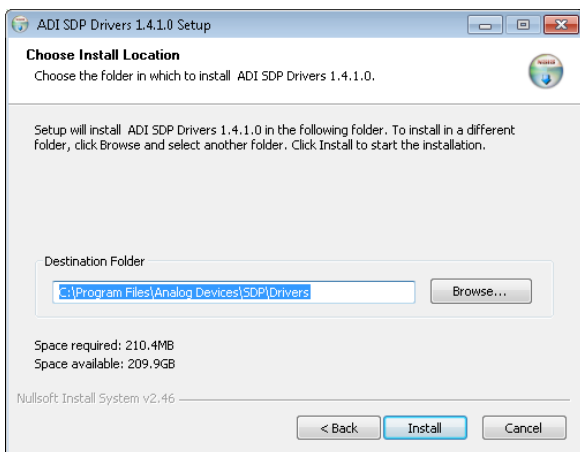 ADI SDP Drivers 1.4.1.0 Setup
Choose Install Location
Choose the folder in which to install ADI SDP Drivers 1.4.1.0.
Setup will install ADI SDP Drivers 1.4.1.0 in the following folder. To install in a different
folder, click Browse and select another folder. Click Install to start the installation.
Destination Folder
C:\Program Files\Analog Devices\SDP\Drivers
Browse...
Space required: 210.4MB
Space available: 209.9GB
Nullsoft Install System v2.46
< Back
Install
Cancel